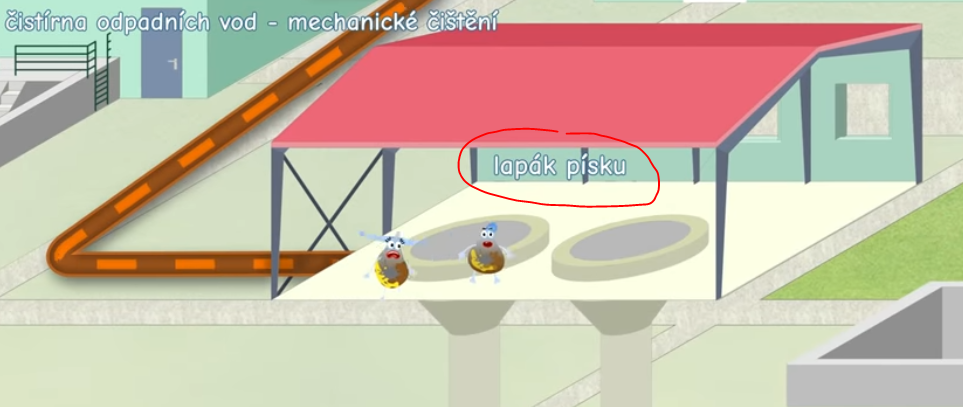 čistírna odpadních vod - mechanické čištění
lapák písku